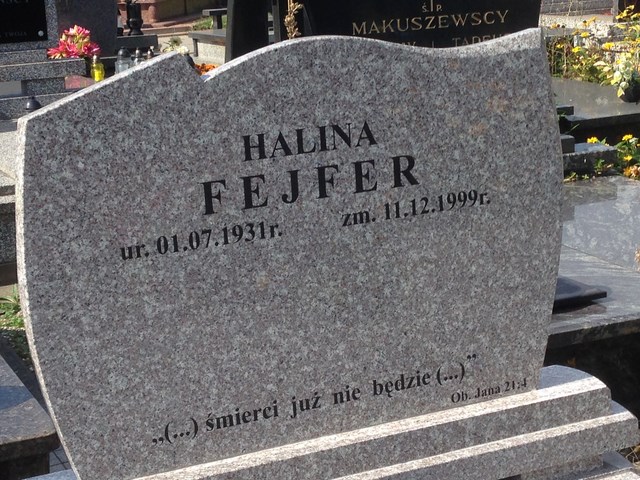 Ś P
MAKUSZEWSCY
HALINA
FEJFER
ur. 01.07.1931r. zm. 11.12.1999r.
„(...) śmierci już nie będzie (...)”
Ob. Jana 21:4